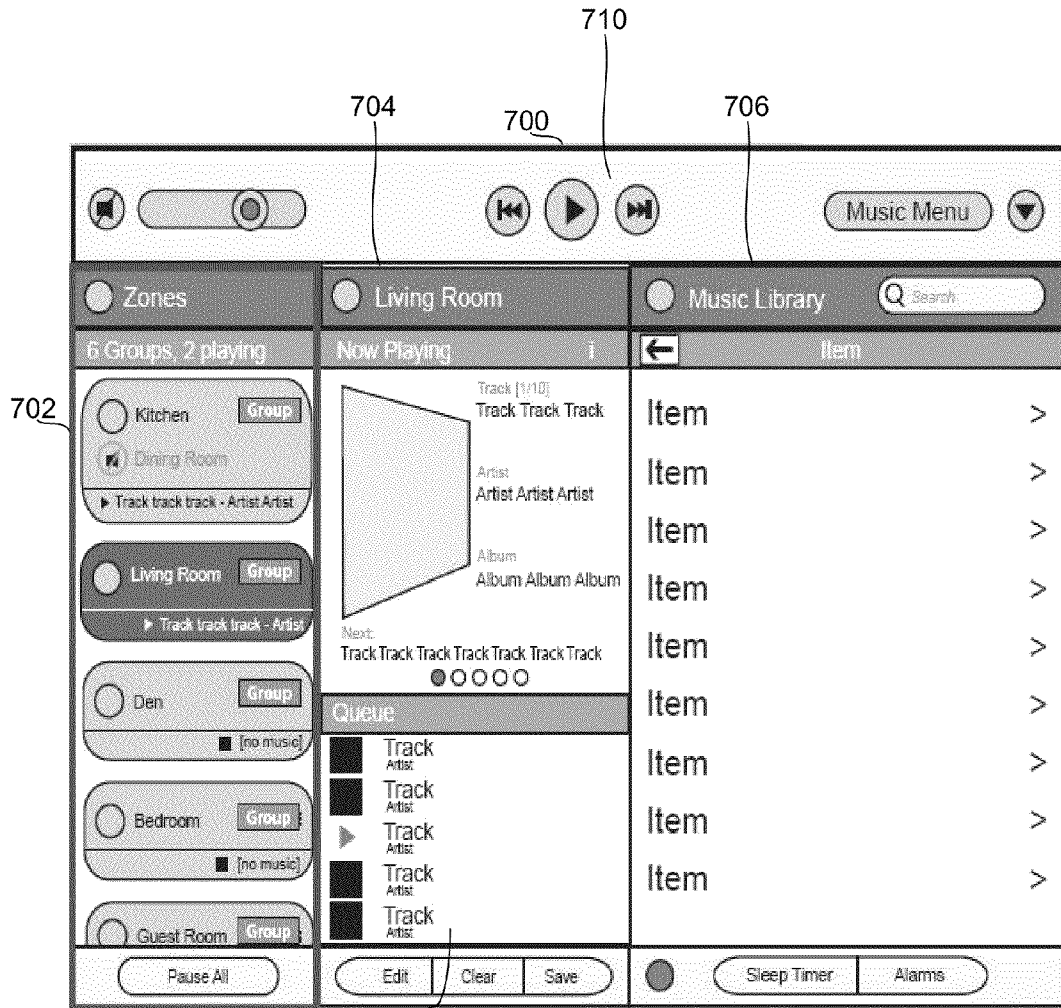 710
704
700
706
Music Menu
Zones
Living Room
Music Library
Search
6 Groups, 2 playing
Now Playing
i
Item
702
Kitchen
Group
Dining Room
Track track track - Artist Artist
Living Room
Group
Track track track - Artist
Den
Group
[no music]
Bedroom
Group
[no music]
Guest Room
Group
Pause All
Track [1/10]
Track Track Track
Artist
Artist Artist Artist
Album
Album Album Album
Next:
Track Track Track Track Track Track Track
Queue
Track
Artist
Track
Artist
Track
Artist
Track
Artist
Track
Artist
Edit
Clear
Save
Item >
Item >
Item >
Item >
Item >
Item >
Item >
Item >
Item >
Sleep Timer
Alarms